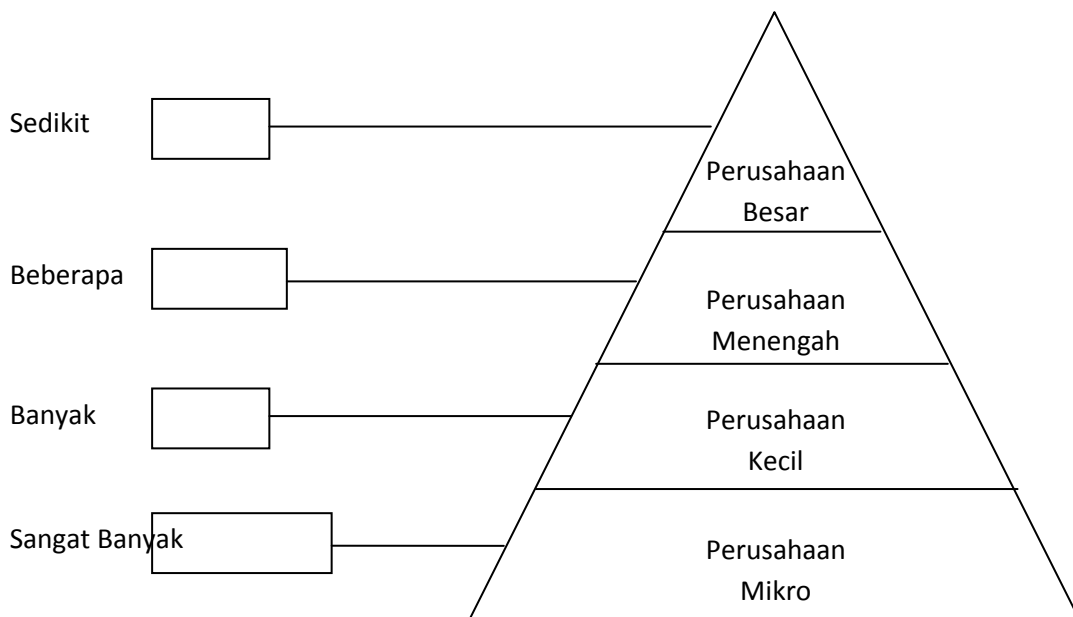 Sedikit
Perusahaan
Besar
Beberapa
Perusahaan
Menengah
Banyak
Perusahaan
Kecil
Sangat Banyak
Perusahaan
Mikro